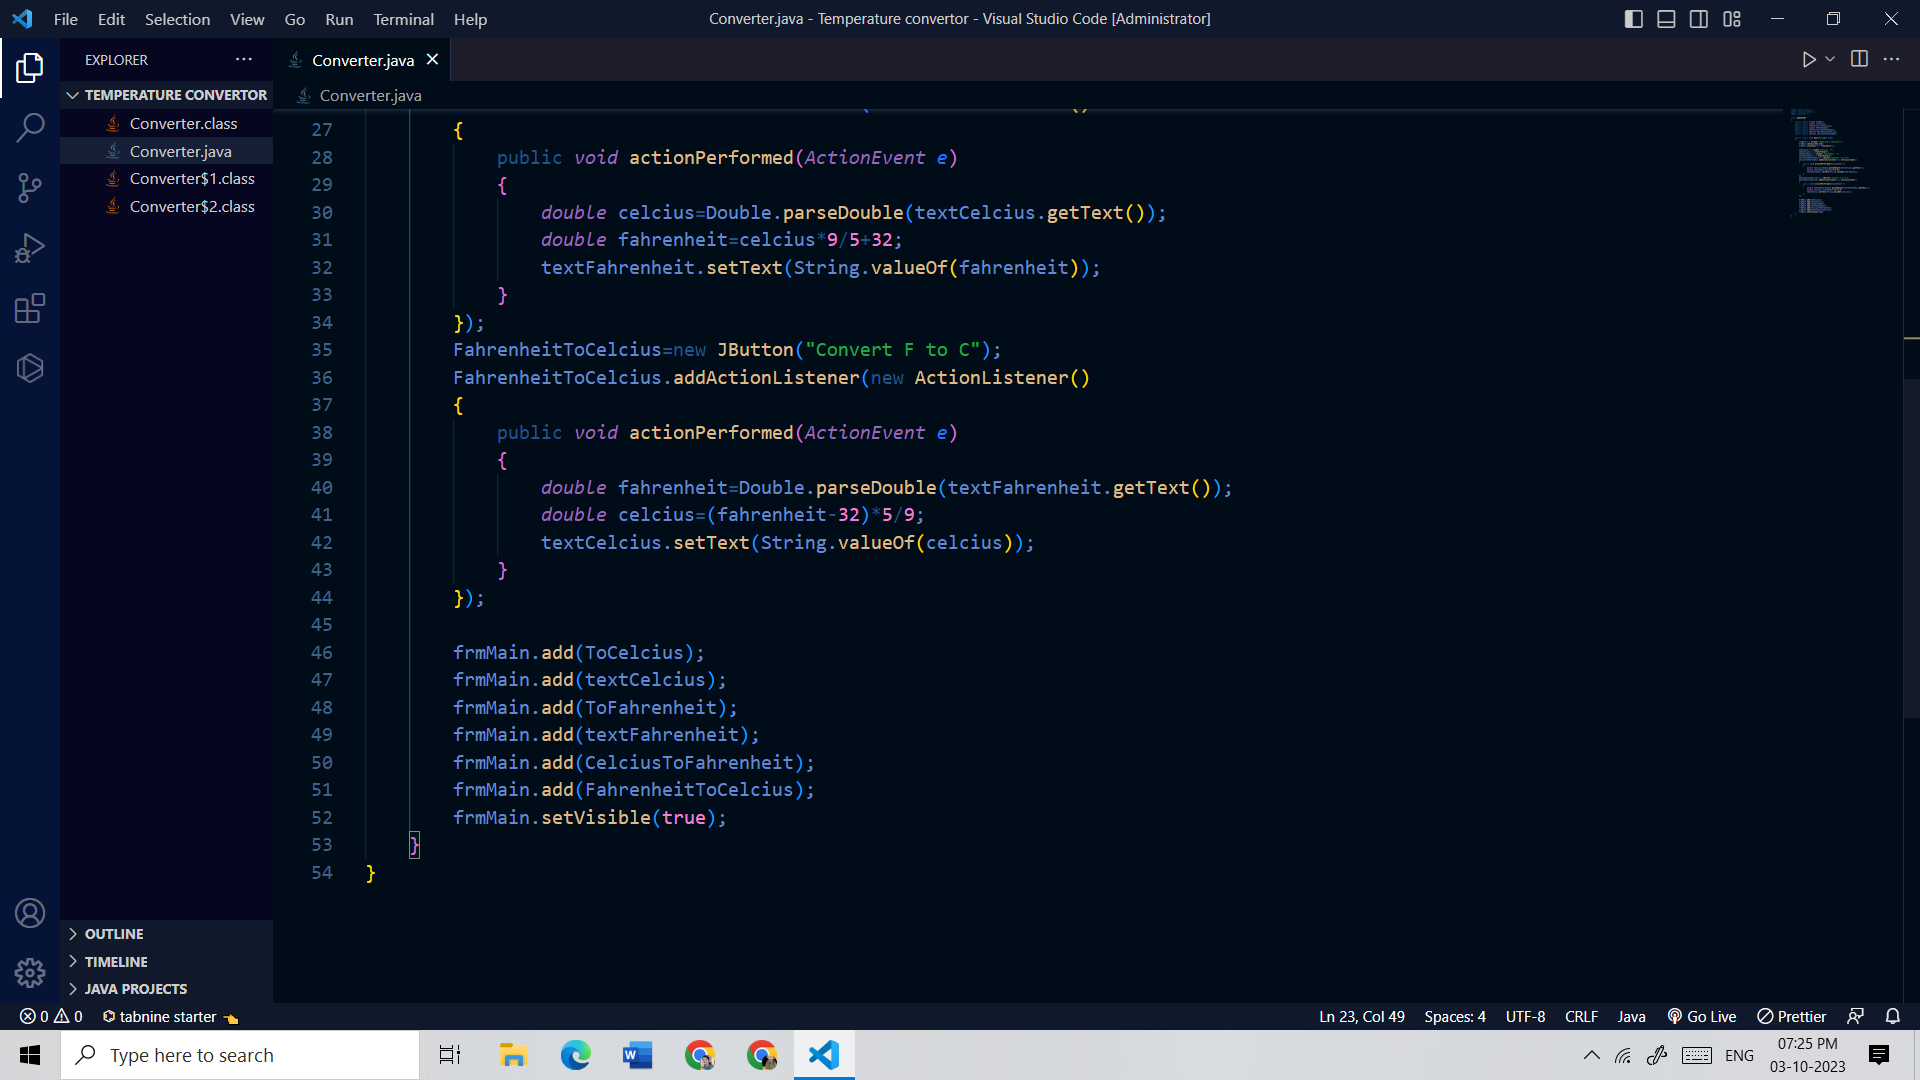 File Edit Selection View Go Run Terminal Help
Converter.java - Temperature convertor - Visual Studio Code [Administrator]
EXPLORER
Converter.java
TEMPERATURE CONVERTOR
Converter.java
Converter.class
Converter.java
Converter$1.class
Converter$2.class
27 {
28 public void actionPerformed(ActionEvent e)
29 {
30 double celcius=Double.parseDouble(textCelcius.getText());
31 double fahrenheit=celcius*9/5+32;
32 textFahrenheit.setText(String.valueOf(fahrenheit));
33 }
34 });
35 FahrenheitToCelcius=new JButton("Convert F to C");
36 FahrenheitToCelcius.addActionListener(new ActionListener()
37 {
38 public void actionPerformed(ActionEvent e)
39 {
40 double fahrenheit=Double.parseDouble(textFahrenheit.getText());
41 double celcius=(fahrenheit-32)*5/9;
42 textCelcius.setText(String.valueOf(celcius));
43 }
44 });
45
46 frmMain.add(ToCelcius);
47 frmMain.add(textCelcius);
48 frmMain.add(ToFahrenheit);
49 frmMain.add(textFahrenheit);
50 frmMain.add(CelciusToFahrenheit);
51 frmMain.add(FahrenheitToCelcius);
52 frmMain.setVisible(true);
53 }
54 }
OUTLINE
TIMELINE
JAVA PROJECTS
0 0 tabnine starter
Ln 23, Col 49 Spaces: 4 UTF-8 CRLF Java Go Live Prettier
Type here to search
ENG
07:25 PM
03-10-2023